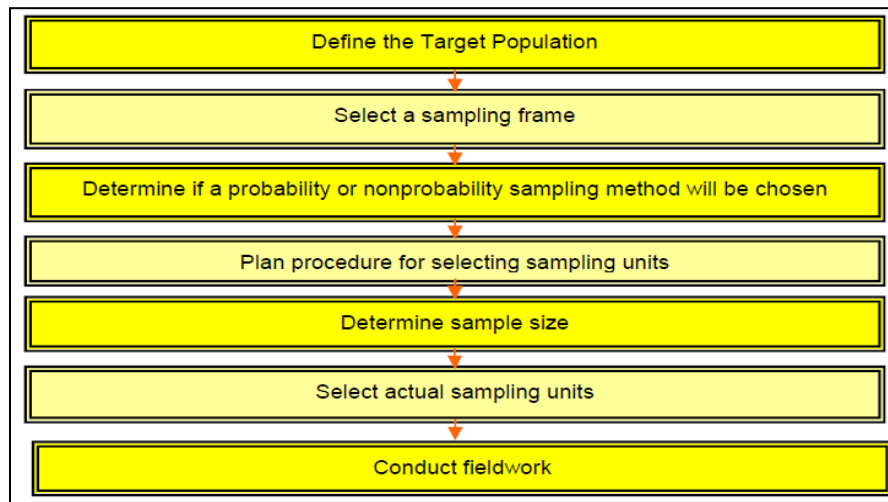 Define the Target Population
Select a sampling frame
Determine if a probability or nonprobability sampling method will be chosen
Plan procedure for selecting sampling units
Determine sample size
Select actual sampling units
Conduct fieldwork